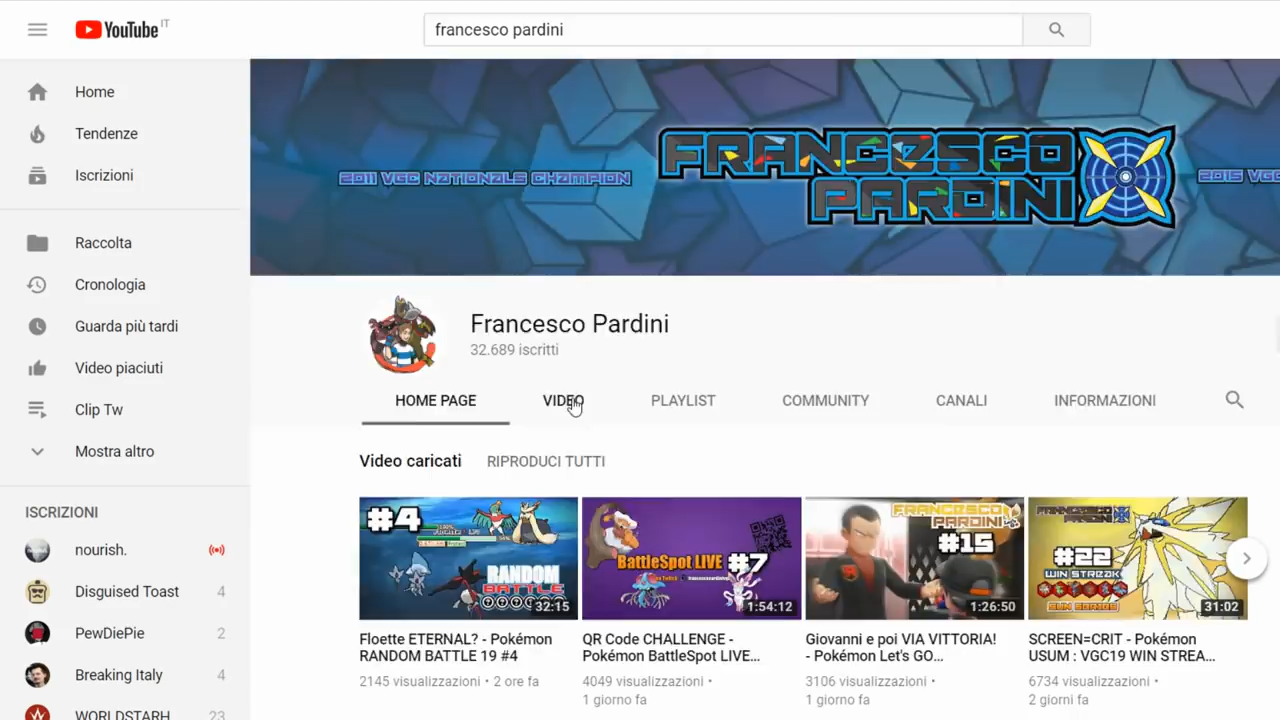 YouTube IT
francesco pardini
Home
Tendenze
Iscrizioni
Raccolta
Cronologia
Guarda più tardi
Video piaciuti
Clip Tw
Mostra altro
ISCRIZIONI
nourish.
Disguised Toast 4
PewDiePie 2
Breaking Italy 4
WORLDSTARH 23
2011 VGC NATIONALS CHAMPION
FRANCESCO
PARDINI
2015 VGC
Francesco Pardini
32.689 iscritti
HOME PAGE VIDEO PLAYLIST COMMUNITY CANALI INFORMAZIONI
Video caricati RIPRODUCI TUTTI
#4
RANDOM
BATTLE
32:15
Floette ETERNAL? - Pokémon
RANDOM BATTLE 19 #4
2145 visualizzazioni • 2 ore fa
BattleSpot LIVE #7
1:54:12
QR Code CHALLENGE -
Pokémon BattleSpot LIVE...
4049 visualizzazioni •
1 giorno fa
FRANCESCO
PARDINI
#15
1:26:50
Giovanni e poi VIA VITTORIA!
- Pokémon Let's GO...
3106 visualizzazioni •
1 giorno fa
FRANCESCO
PARDINI
#22
WIN STREAK
SUN SERIES
31:02
SCREEN=CRIT - Pokémon
USUM : VGC19 WIN STREA...
6734 visualizzazioni •
2 giorni fa